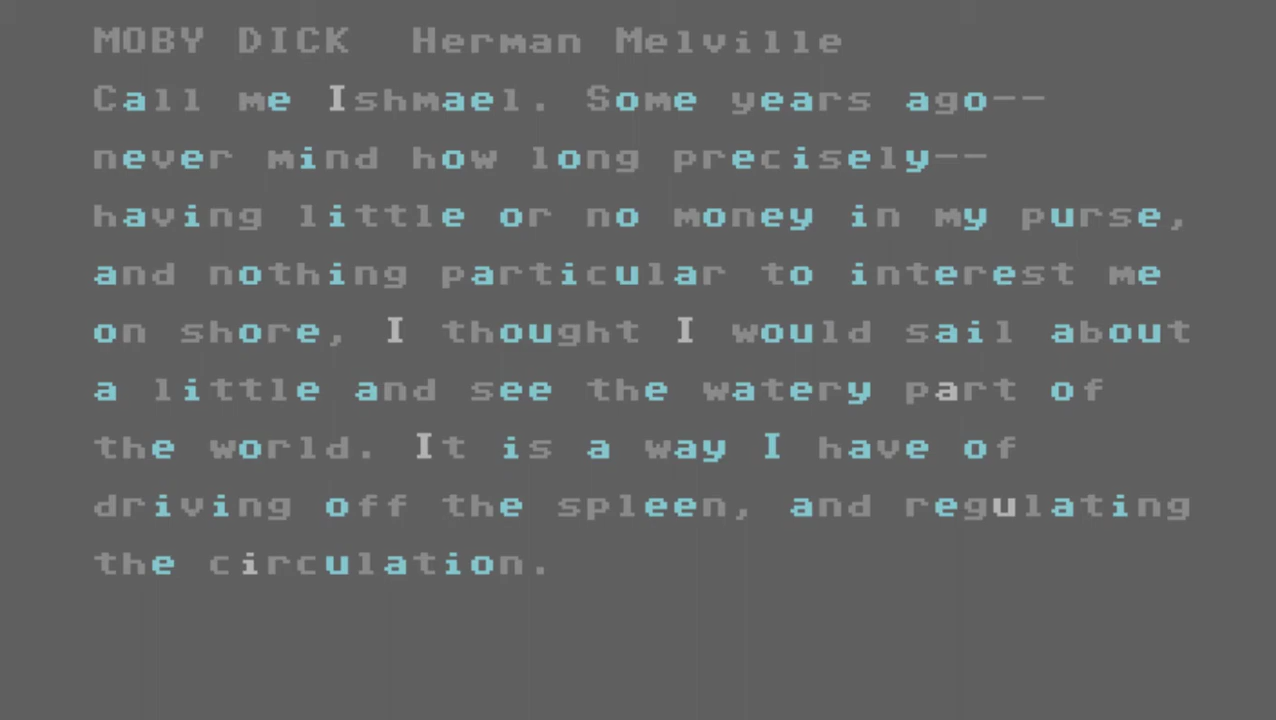 MOBY DICK  Herman Melville
Call me Ishmael. Some years ago--
never mind how long precisely--
having little or no money in my purse,
and nothing particular to interest me
on shore, I thought I would sail about
a little and see the watery part of
the world. It is a way I have of
driving off the spleen, and regulating
the circulation.